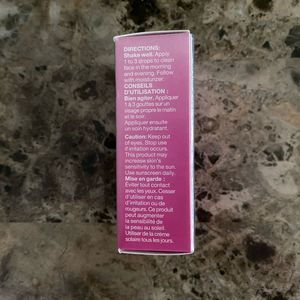 DIRECTIONS:
Shake well. Apply
1 to 3 drops to clean
face in the morning
and evening. Follow
with moisturizer.
CONSEILS
D'UTILISATION :
Bien agiter. Appliquer
1 à 3 gouttes sur un
visage propre le matin
et le soir.
Appliquer ensuite
un soin hydratant.
Caution: Keep out
of eyes. Stop use
if irritation occurs.
This product may
increase skin's
sensitivity to the sun.
Use sunscreen daily.
Mise en garde :
Éviter tout contact
avec les yeux. Cesser
d'utiliser en cas
d'irritation ou de
rougeurs. Ce produit
peut augmenter
la sensibilité de
la peau au soleil.
Utiliser de la crème
solaire tous les jours.